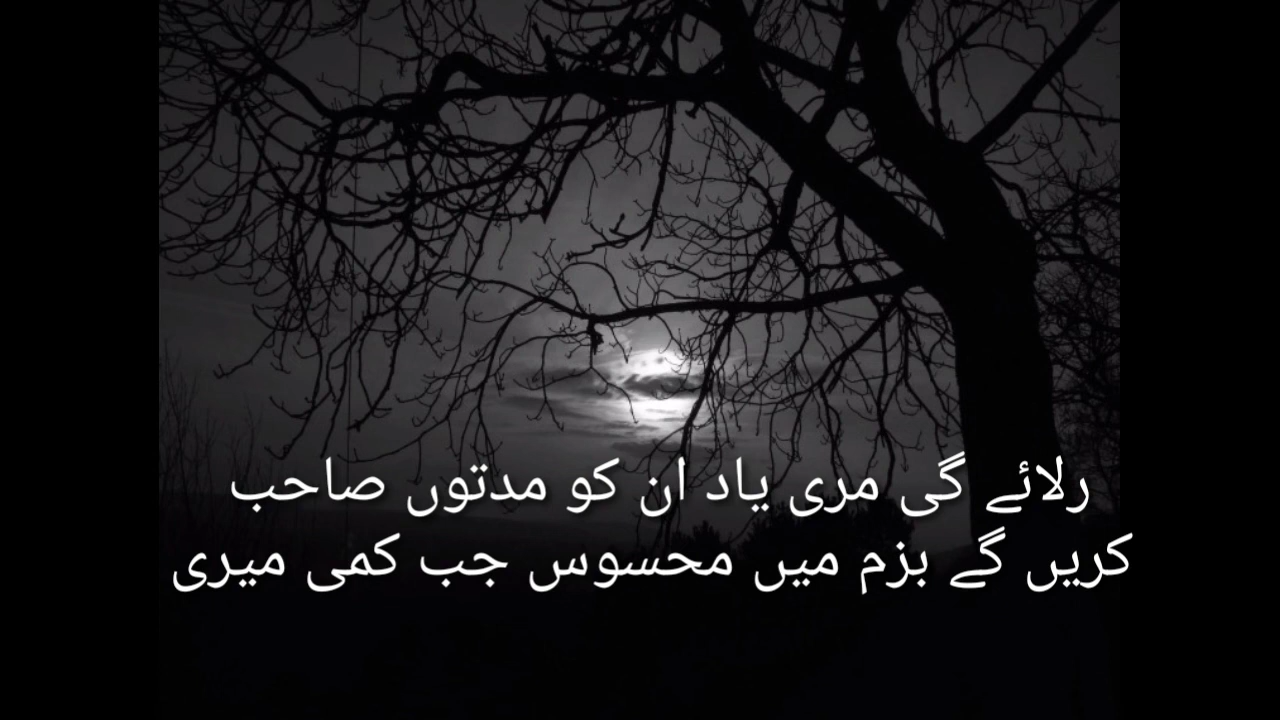 رلائے گی مری یاد ان کو مدتوں صاحب
کریں گے بزم میں محسوس جب کمی میری